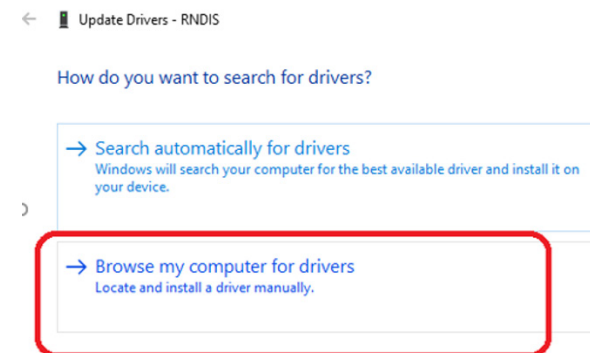 Update Drivers - RNDIS
How do you want to search for drivers?
Search automatically for drivers
Windows will search your computer for the best available driver and install it on
your device.
Browse my computer for drivers
Locate and install a driver manually.